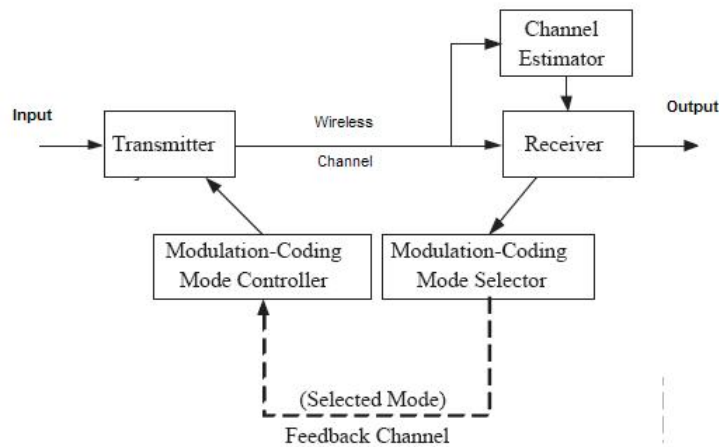 Channel
Estimator
Input
Output
Wireless
Transmitter
Receiver
Channel
Modulation-Coding
Mode Controller
Modulation-Coding
Mode Selector
(Selected Mode)
Feedback Channel